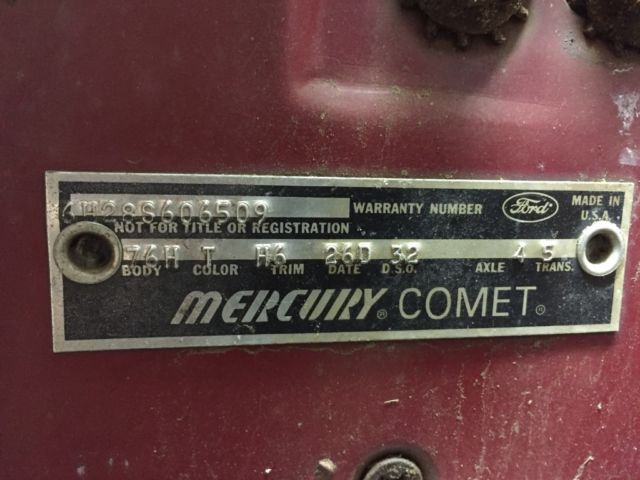 6H28S606509 WARRANTY NUMBER Ford MADE IN U.S.A.
NOT FOR TITLE OR REGISTRATION
76H T H6 26D 32 4 5
BODY COLOR TRIM DATE D.S.O. AXLE TRANS.
MERCURY® COMET®